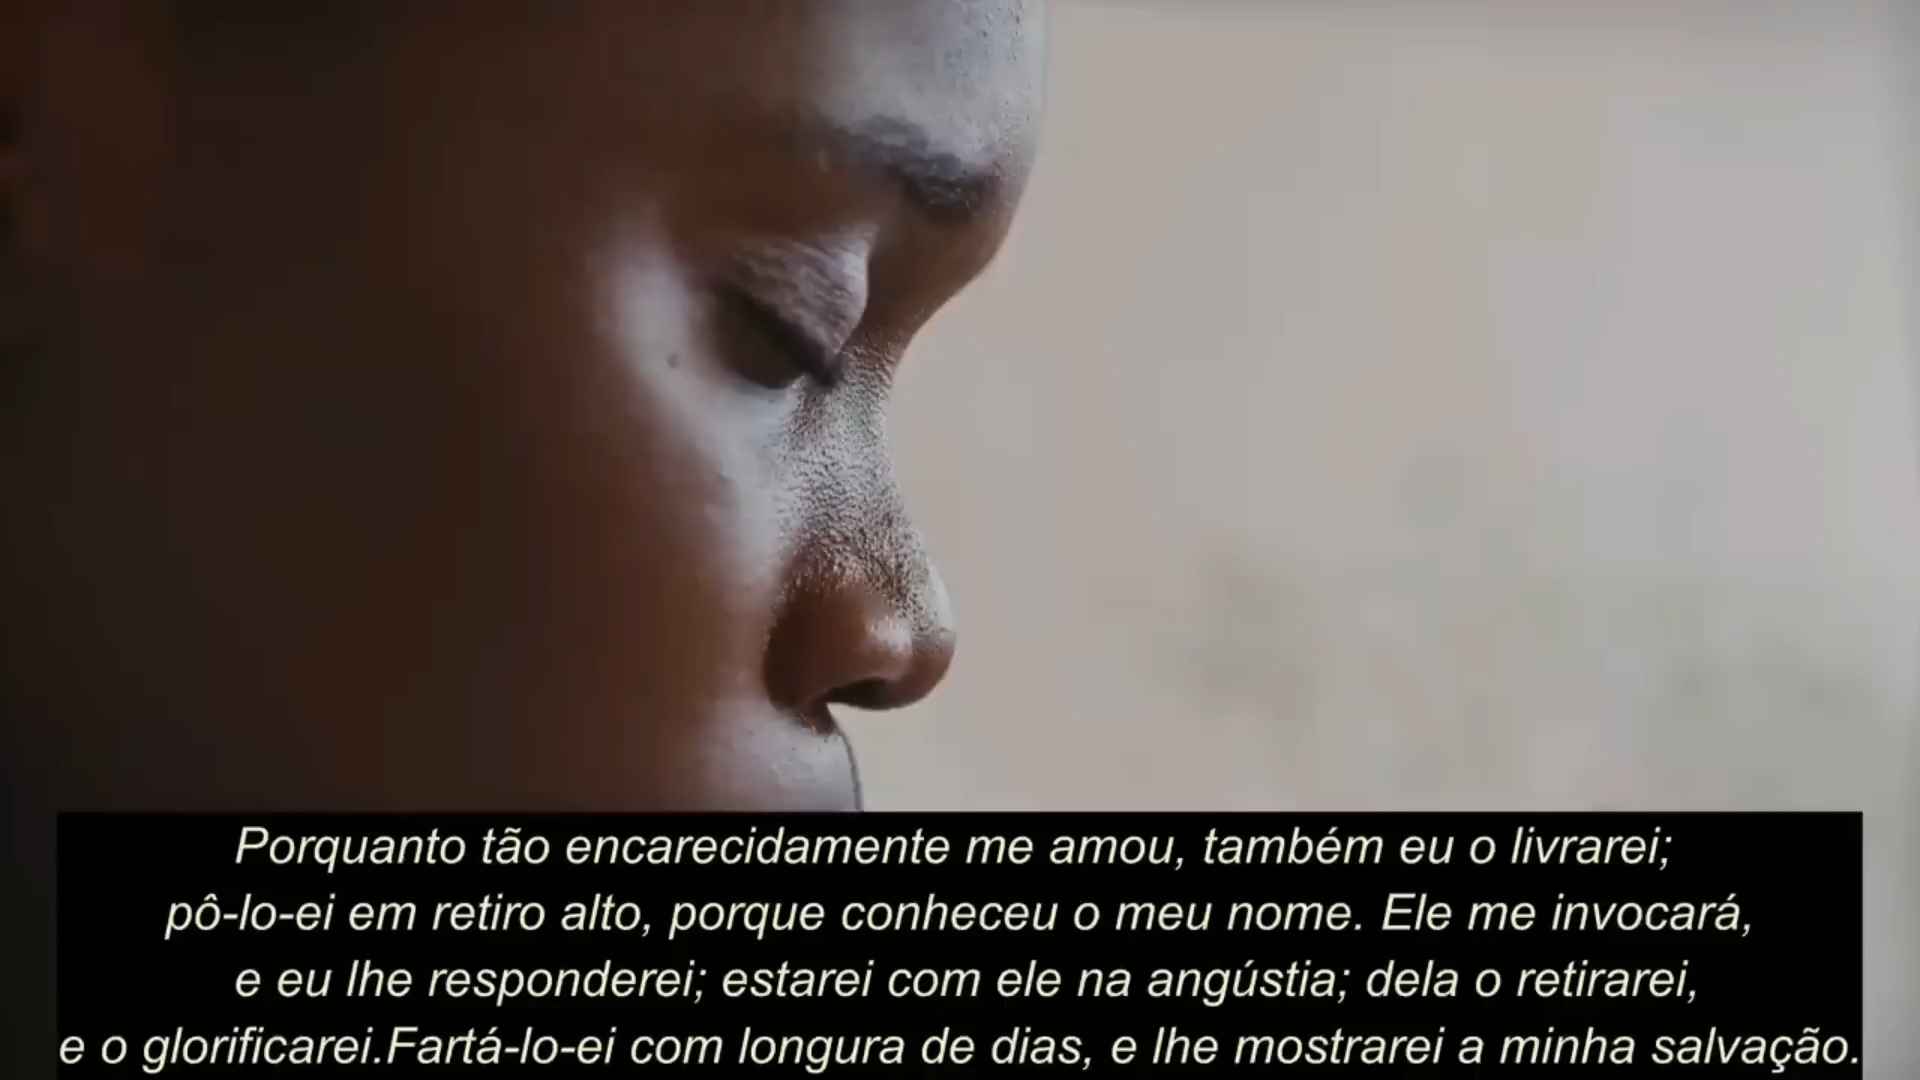 Porquanto tão encarecidamente me amou, também eu o livrarei;
pô-lo-ei em retiro alto, porque conheceu o meu nome. Ele me invocará,
e eu lhe responderei; estarei com ele na angústia; dela o retirarei,
e o glorificarei.Fartá-lo-ei com longura de dias, e lhe mostrarei a minha salvação.